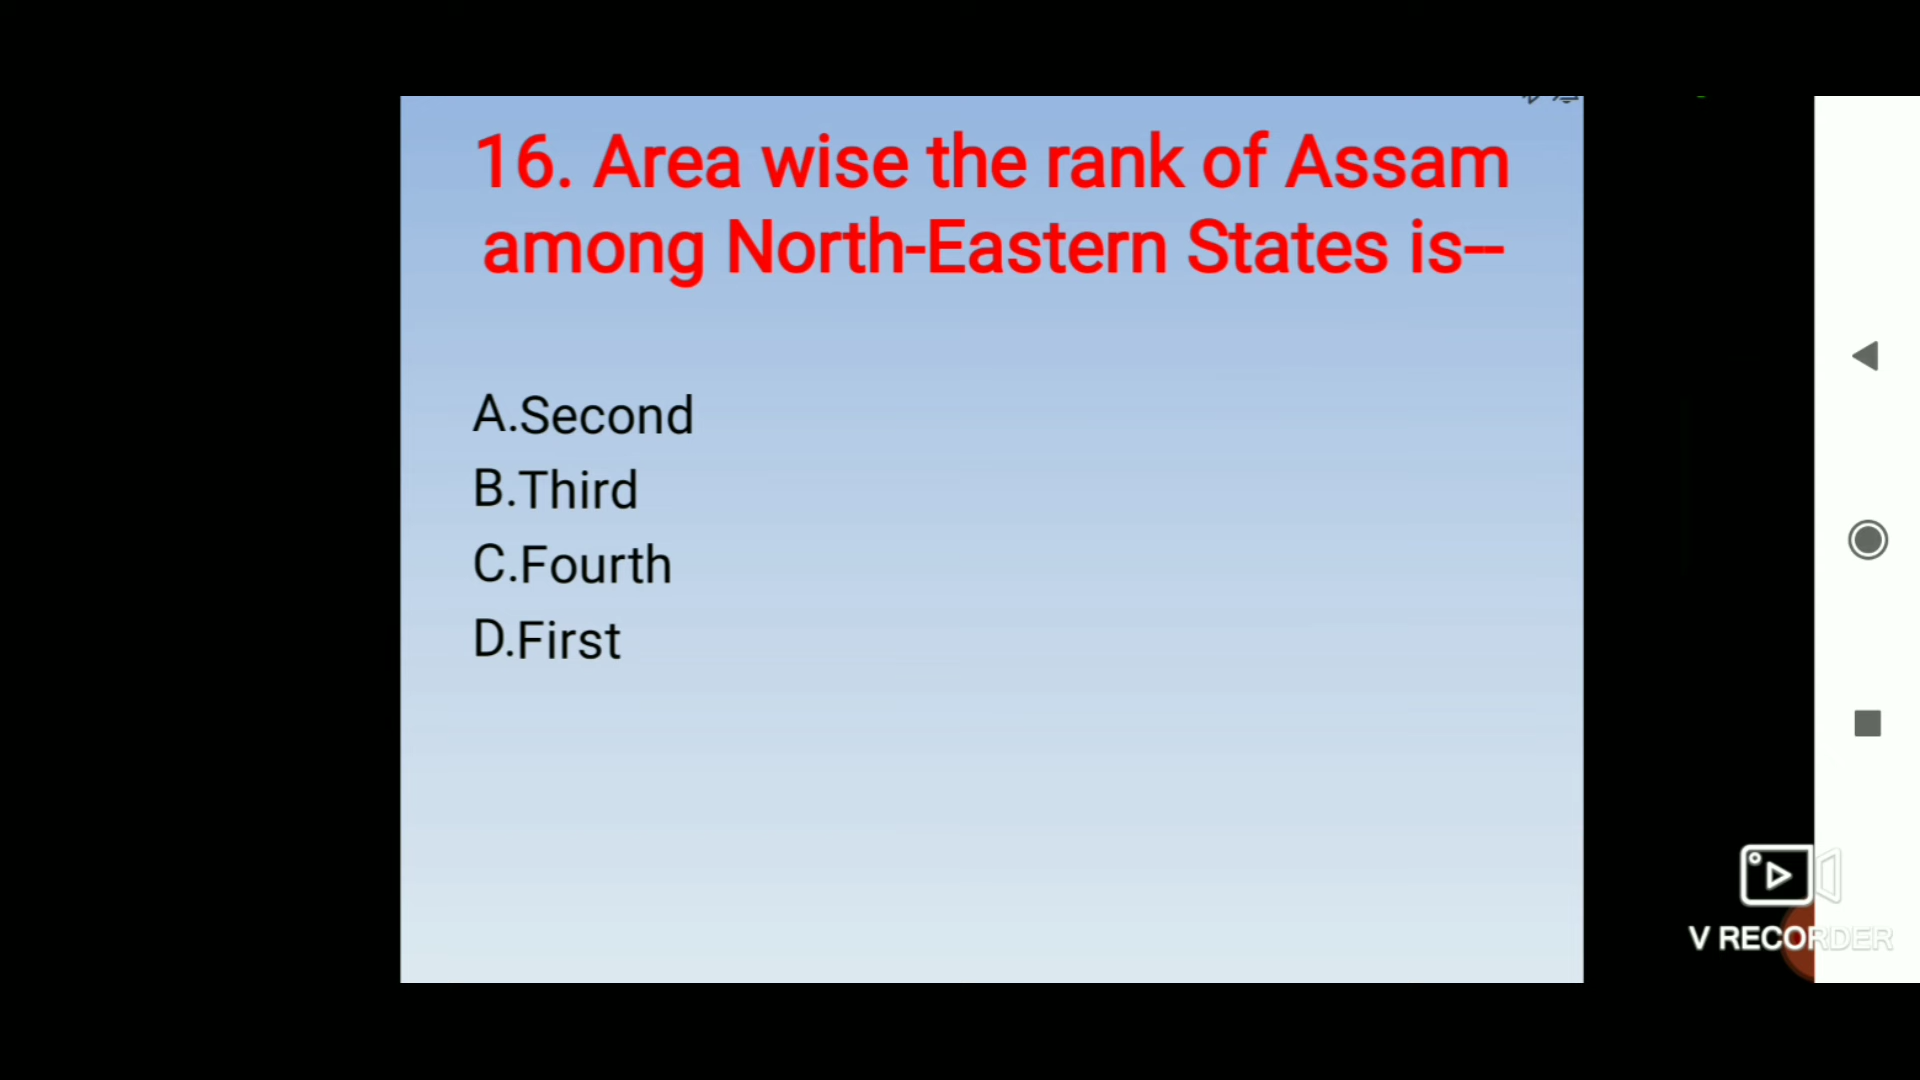 16. Area wise the rank of Assam
among North-Eastern States is--
A.Second
B.Third
C.Fourth
D.First
V RECORDER